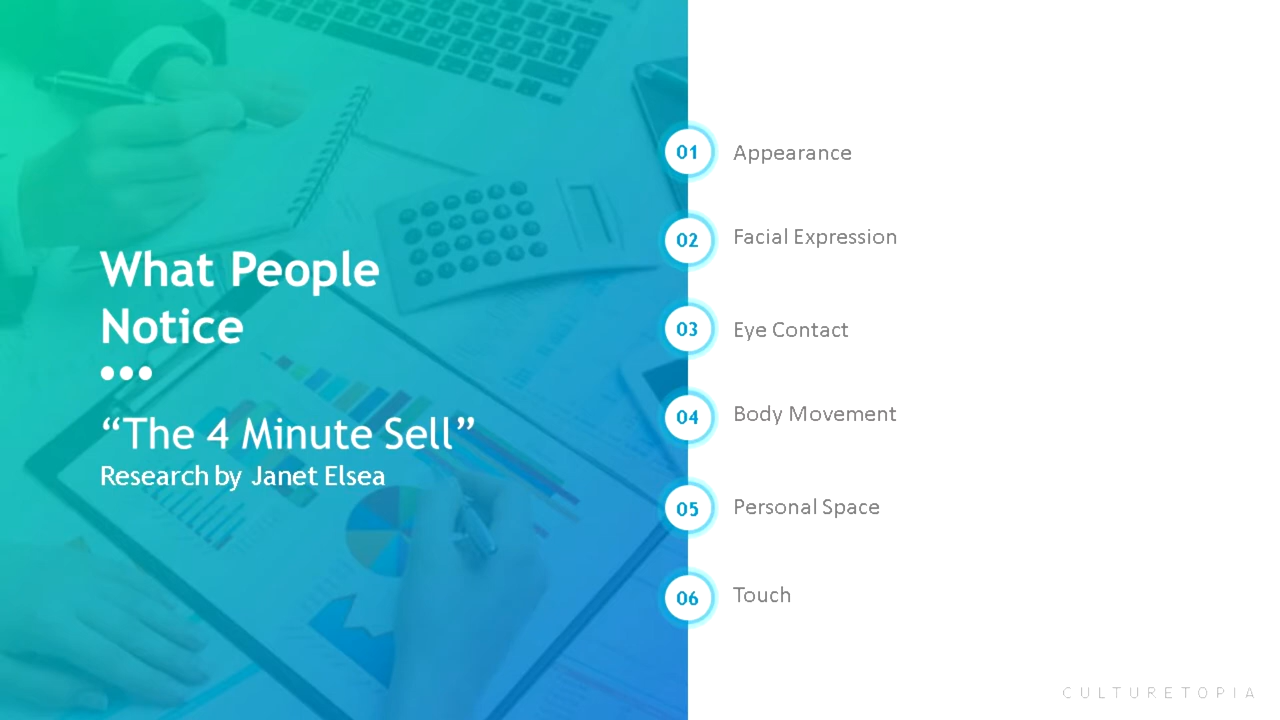 What People
Notice
“The 4 Minute Sell”
Research by Janet Elsea
01 Appearance
02 Facial Expression
03 Eye Contact
04 Body Movement
05 Personal Space
06 Touch
CULTURETOPIA